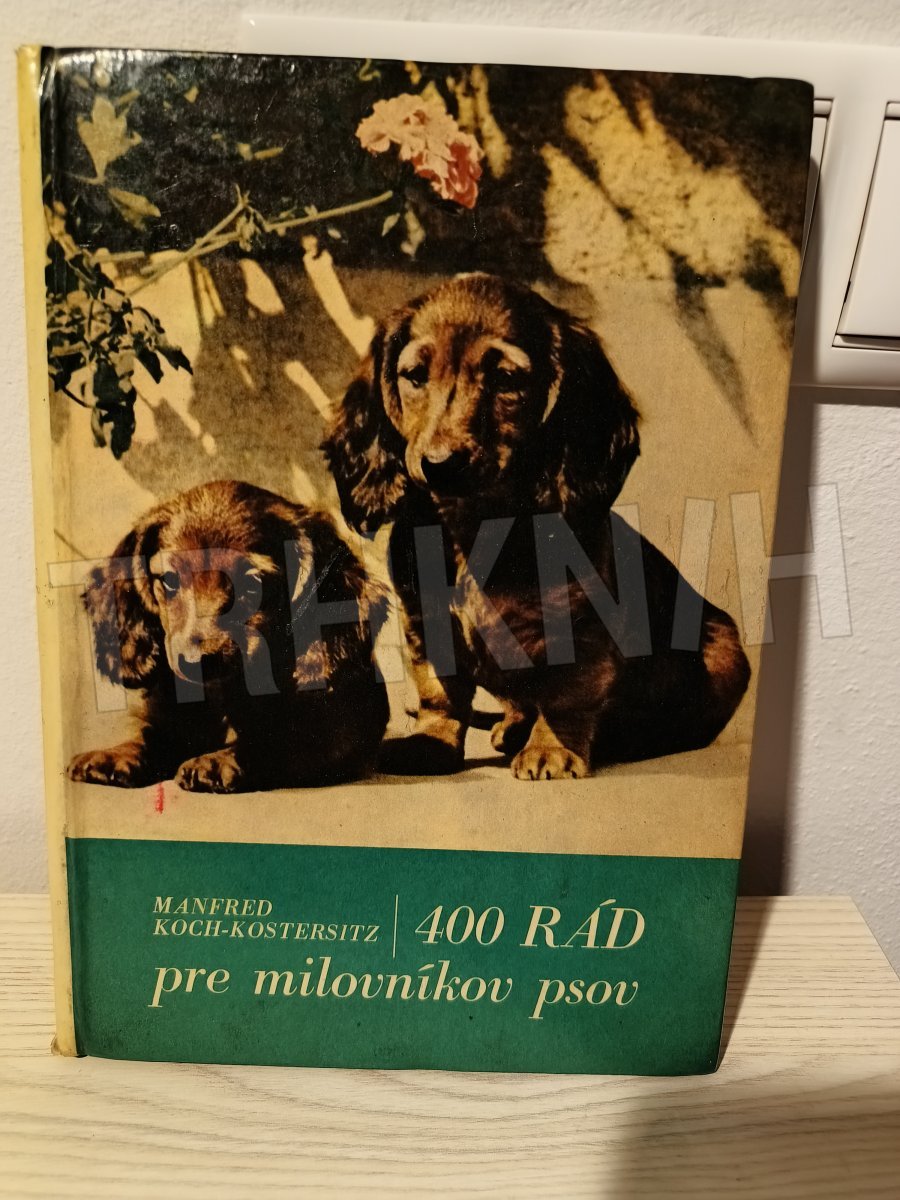 TRHKNIH
MANFRED
KOCH-KOSTERSITZ
400 RÁD
pre milovníkov psov